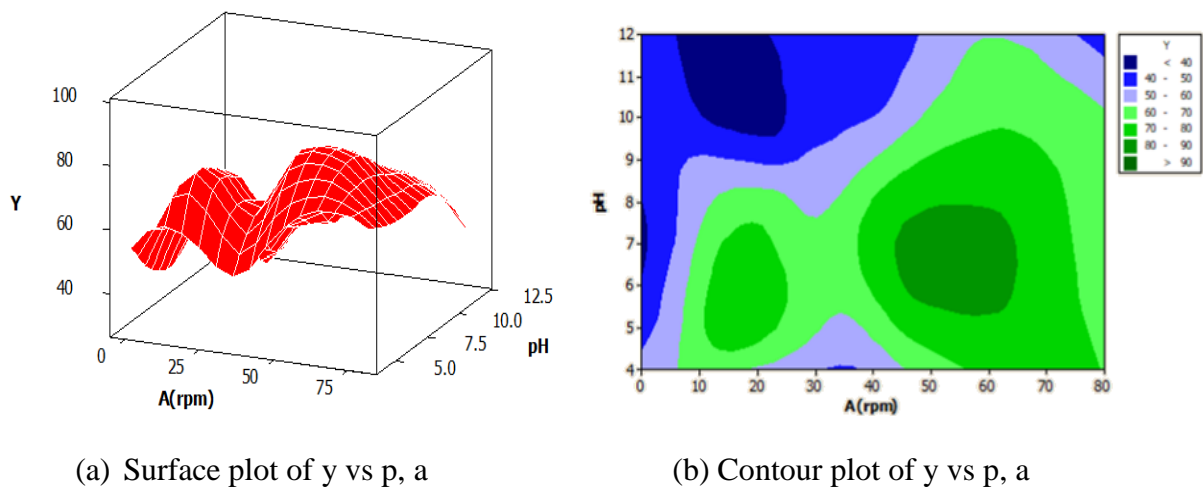 100
80
Y
60
40
0
25
50
75
A(rpm)
5.0
7.5
10.0
12.5
pH
12
11
10
9
8
7
6
5
4
pH
0 10 20 30 40 50 60 70 80
A(rpm)
Y
< 40
40 - 50
50 - 60
60 - 70
70 - 80
80 - 90
> 90
(a) Surface plot of y vs p, a
(b) Contour plot of y vs p, a